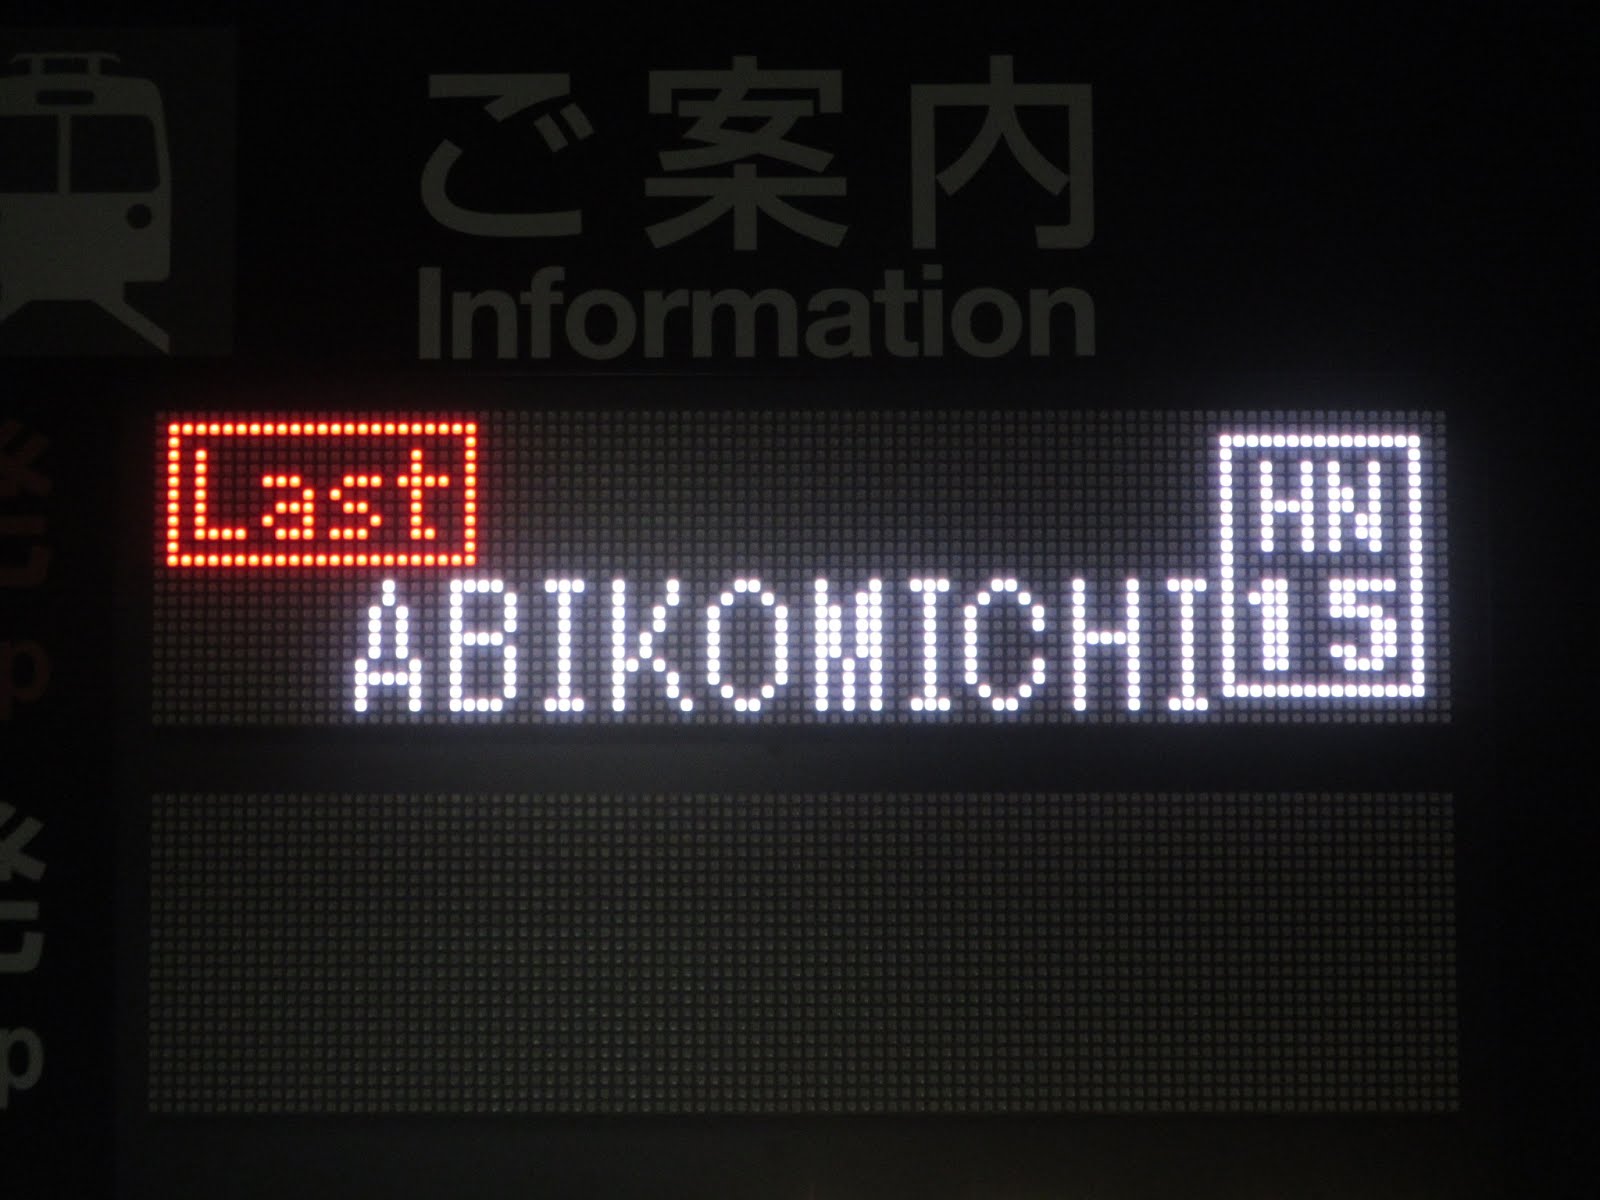 ご案内
Information
Last
HN
ABIKOMICHI 15